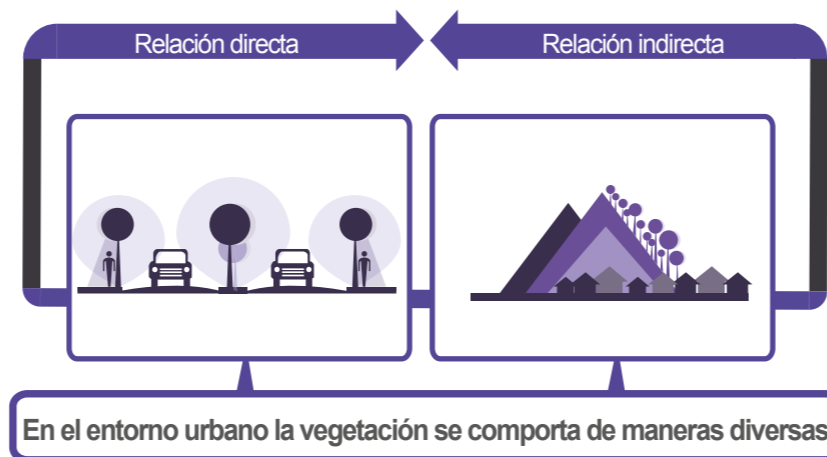 Relación directa
Relación indirecta
En el entorno urbano la vegetación se comporta de maneras diversas